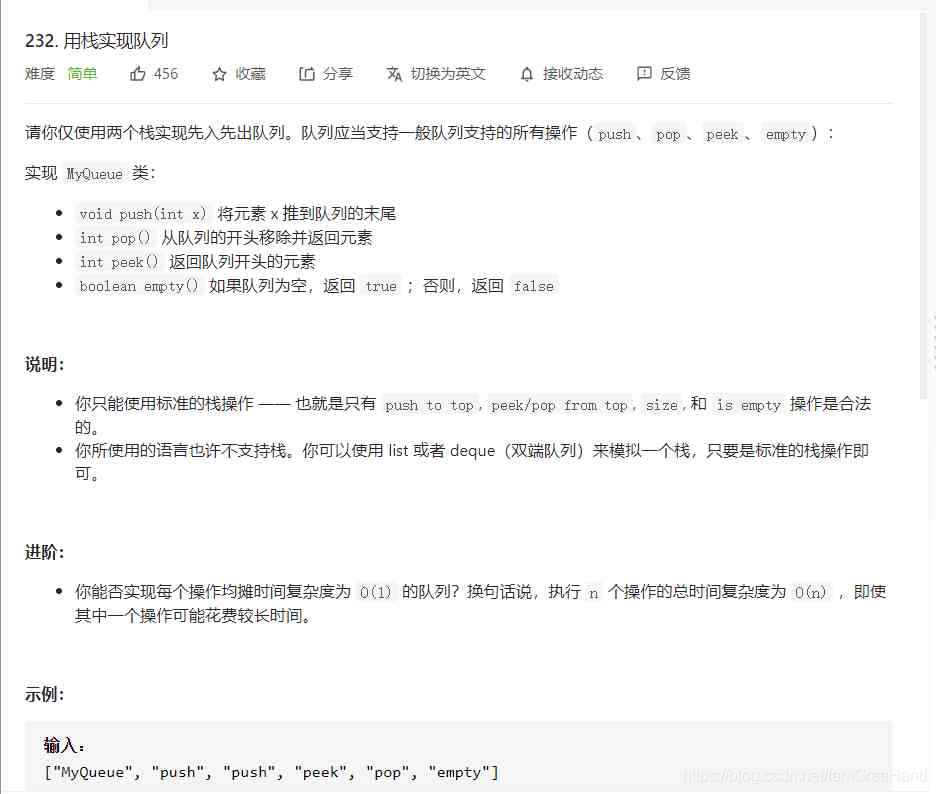 232. 用栈实现队列
难度 简单 456 收藏 分享 切换为英文 接收动态 反馈
请你仅使用两个栈实现先入先出队列。队列应当支持一般队列支持的所有操作（push、pop、peek、empty）：
实现 MyQueue 类：
• void push(int x) 将元素 x 推到队列的末尾
• int pop() 从队列的开头移除并返回元素
• int peek() 返回队列开头的元素
• boolean empty() 如果队列为空，返回 true ；否则，返回 false
说明：
• 你只能使用标准的栈操作 —— 也就是只有 push to top, peek/pop from top, size, 和 is empty 操作是合法
的。
• 你所使用的语言也许不支持栈。你可以使用 list 或者 deque（双端队列）来模拟一个栈，只要是标准的栈操作即
可。
进阶：
• 你能否实现每个操作均摊时间复杂度为 O(1) 的队列？换句话说，执行 n 个操作的总时间复杂度为 O(n) ，即使
其中一个操作可能花费较长时间。
示例：
输入：
["MyQueue", "push", "push", "peek", "pop", "empty"]